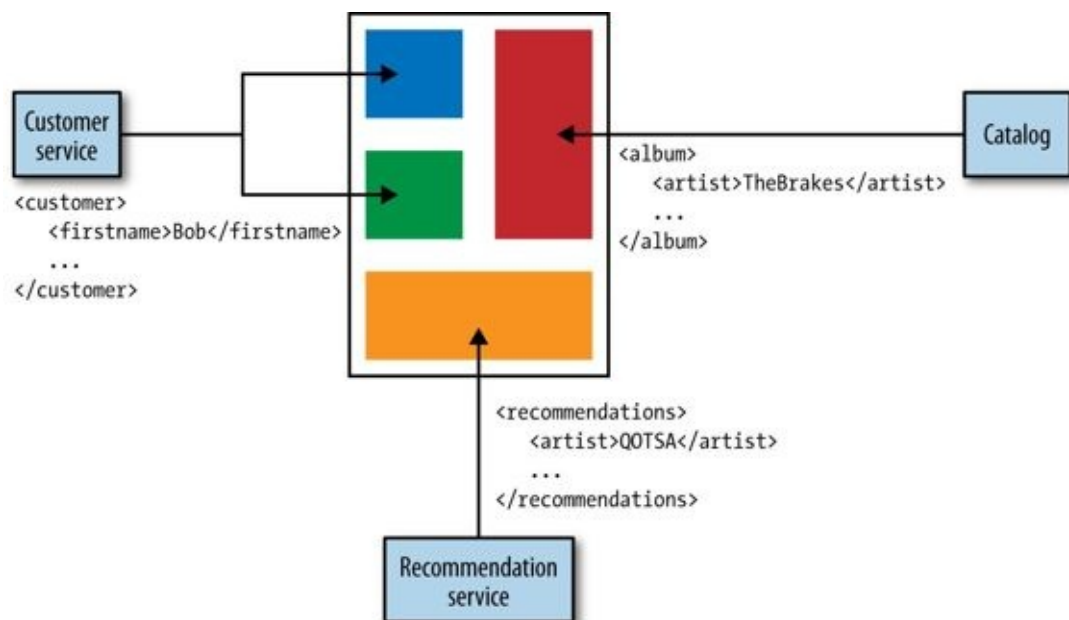 Customer
service
<customer>
<firstname>Bob</firstname>
...
</customer>
<album>
<artist>TheBrakes</artist>
...
</album>
Catalog
<recommendations>
<artist>QOTSA</artist>
...
</recommendations>
Recommendation
service